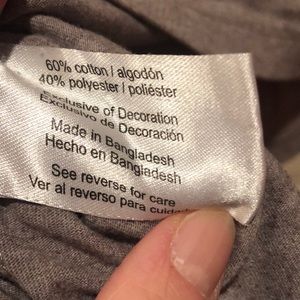 60% cotton / algodón
40% polyester / poliéster
Exclusive of Decoration
Exclusivo de Decoración
Made in Bangladesh
Hecho en Bangladesh
See reverse for care
Ver al reverso para cuida